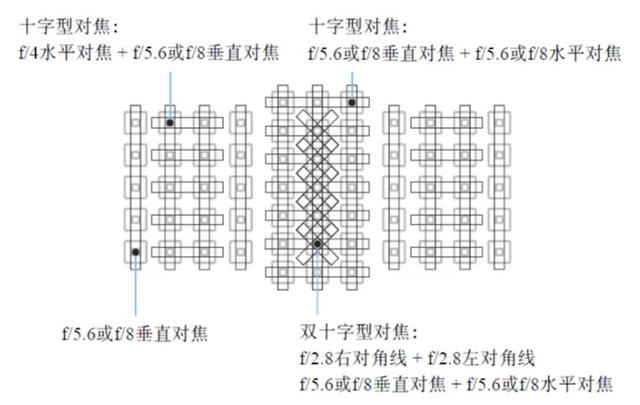 十字型对焦：
f/4水平对焦 + f/5.6或f/8垂直对焦
十字型对焦：
f/5.6或f/8垂直对焦 + f/5.6或f/8水平对焦
f/5.6或f/8垂直对焦
双十字型对焦：
f/2.8右对角线 + f/2.8左对角线
f/5.6或f/8垂直对焦 + f/5.6或f/8水平对焦